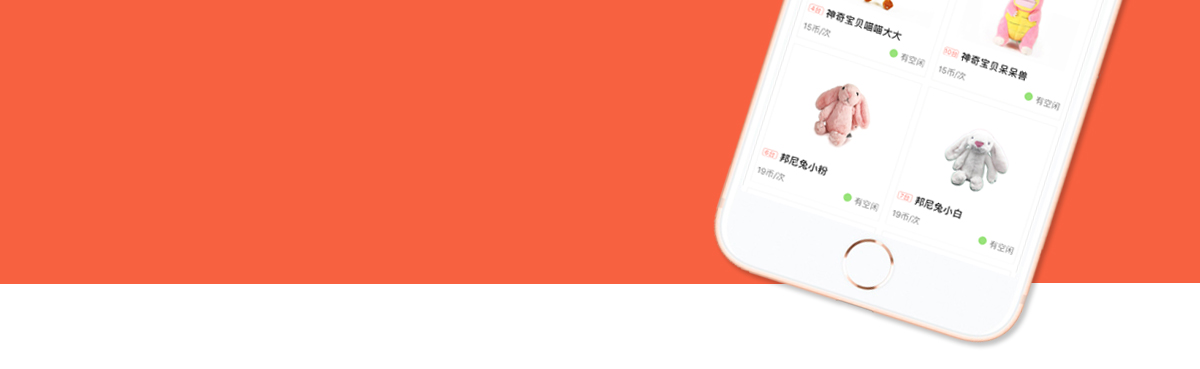 4台 神奇宝贝喵喵大大
15币/次
有空闲
10台 神奇宝贝呆呆兽
15币/次
有空闲
4台 邦尼兔小粉
19币/次
有空闲
7台 邦尼兔小白
19币/次
有空闲